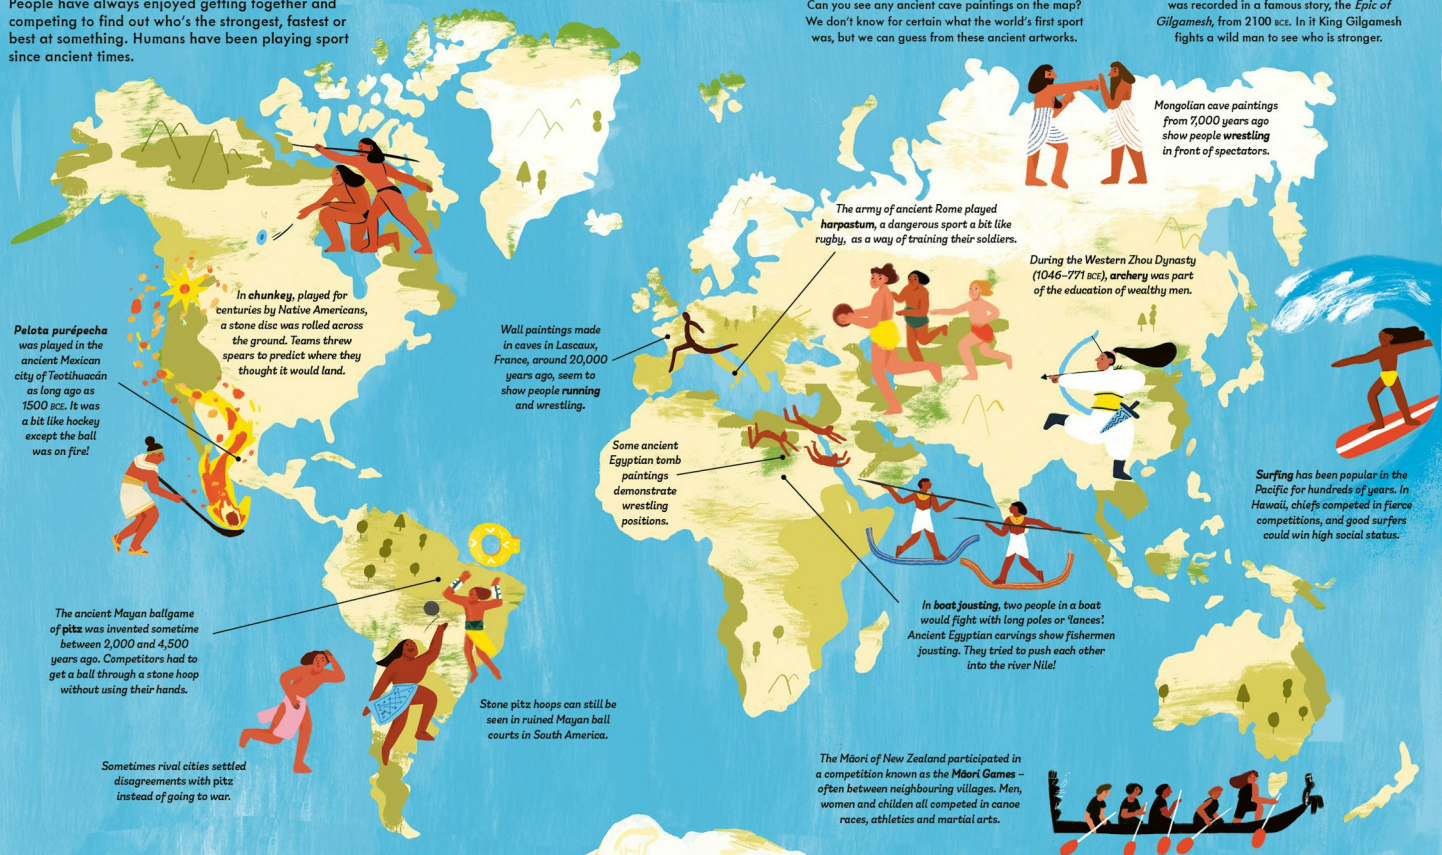 People have always enjoyed getting together and
competing to find out who's the strongest, fastest or
best at something. Humans have been playing sport
since ancient times.
Can you see any ancient cave paintings on the map?
We don't know for certain what the world's first sport
was, but we can guess from these ancient artworks.
was recorded in a famous story, the Epic of
Gilgamesh, from 2100 BCE. In it King Gilgamesh
fights a wild man to see who is stronger.
Mongolian cave paintings
from 7,000 years ago
show people wrestling
in front of spectators.
The army of ancient Rome played
harpastum, a dangerous sport a bit like
rugby, as a way of training their soldiers.
During the Western Zhou Dynasty
(1046–771 BCE), archery was part
of the education of wealthy men.
In chunkey, played for
centuries by Native Americans,
a stone disc was rolled across
the ground. Teams threw
spears to predict where they
thought it would land.
Pelota purépecha
was played in the
ancient Mexican
city of Teotihuacán
as long ago as
1500 BCE. It was
a bit like hockey
except the ball
was on fire!
Wall paintings made
in caves in Lascaux,
France, around 20,000
years ago, seem to
show people running
and wrestling.
Some ancient
Egyptian tomb
paintings
demonstrate
wrestling
positions.
Surfing has been popular in the
Pacific for hundreds of years. In
Hawaii, chiefs competed in fierce
competitions, and good surfers
could win high social status.
The ancient Mayan ballgame
of pitz was invented sometime
between 2,000 and 4,500
years ago. Competitors had to
get a ball through a stone hoop
without using their hands.
In boat jousting, two people in a boat
would fight with long poles or 'lances'.
Ancient Egyptian carvings show fishermen
jousting. They tried to push each other
into the river Nile!
Stone pitz hoops can still be
seen in ruined Mayan ball
courts in South America.
Sometimes rival cities settled
disagreements with pitz
instead of going to war.
The Māori of New Zealand participated in
a competition known as the Māori Games –
often between neighbouring villages. Men,
women and childen all competed in canoe
races, athletics and martial arts.